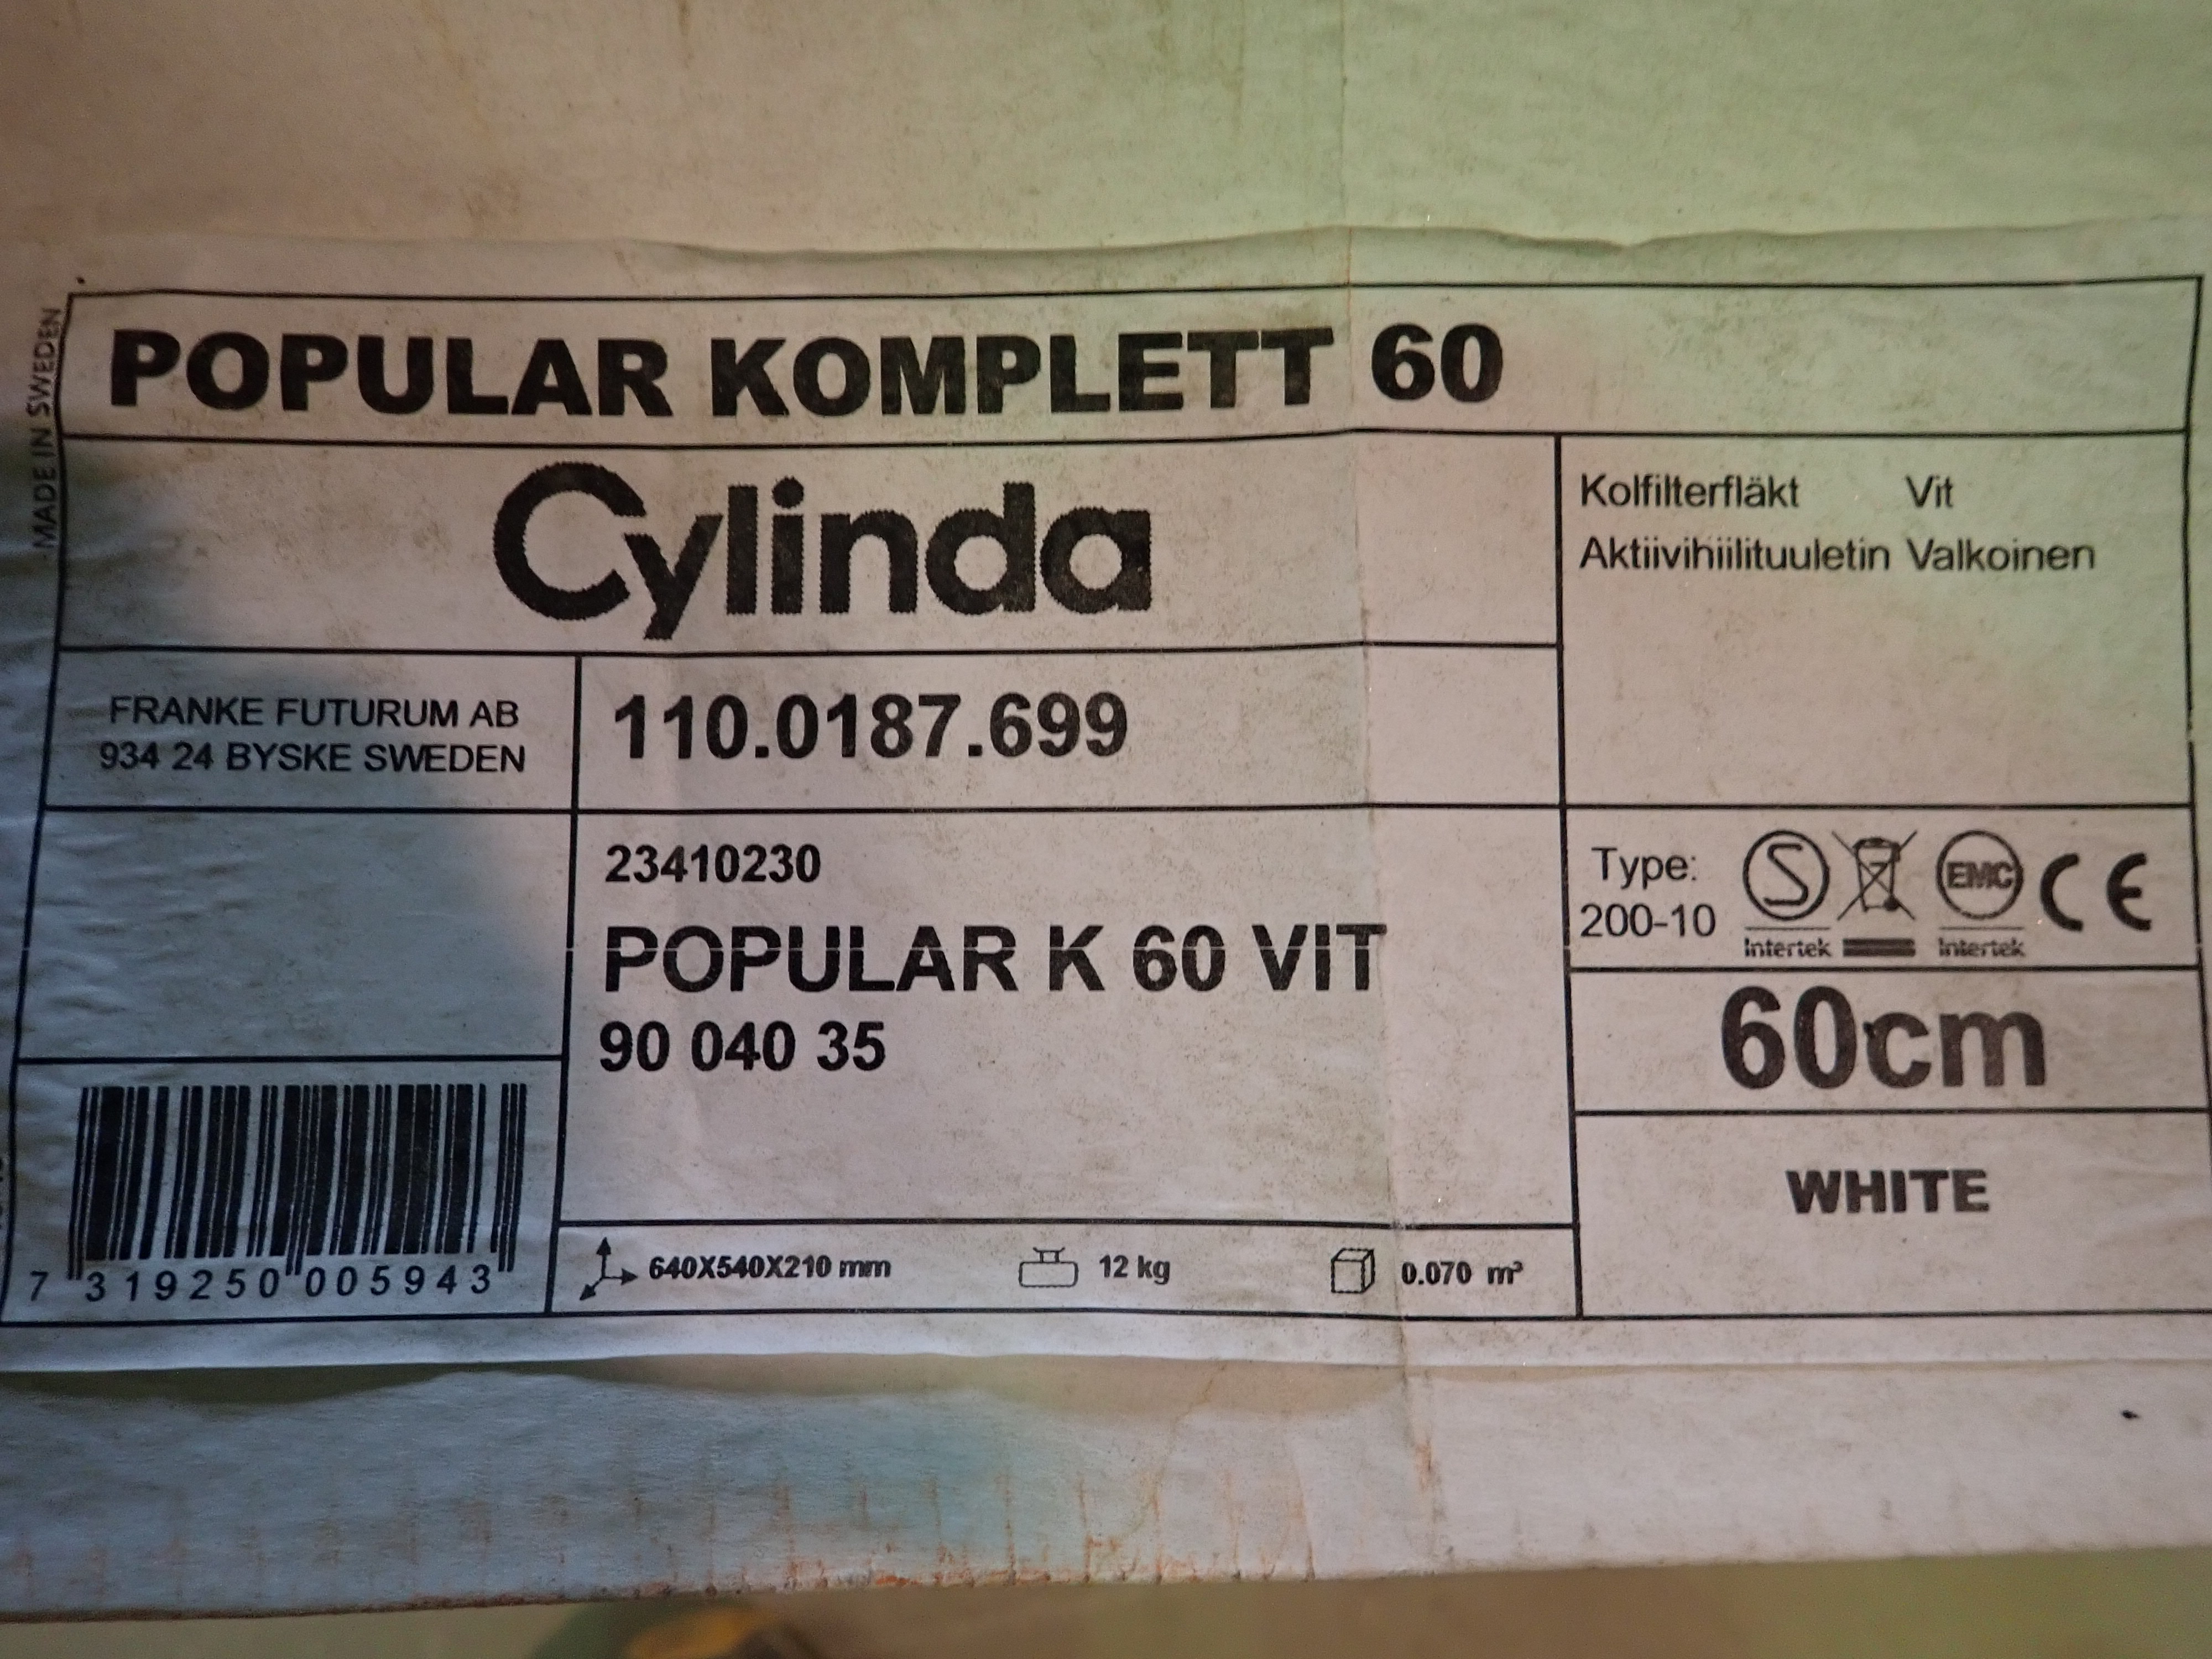 MADE IN SWEDEN
POPULAR KOMPLETT 60
Cylinda
Kolfilterfläkt Vit
Aktiivihiilituuletin Valkoinen
FRANKE FUTURUM AB
934 24 BYSKE SWEDEN
110.0187.699
23410230
POPULAR K 60 VIT
90 040 35
Type:
200-10
S
Intertek
EMC
Intertek
CE
60cm
WHITE
7 319250 005943
640X540X210 mm
12 kg
0.070 m³